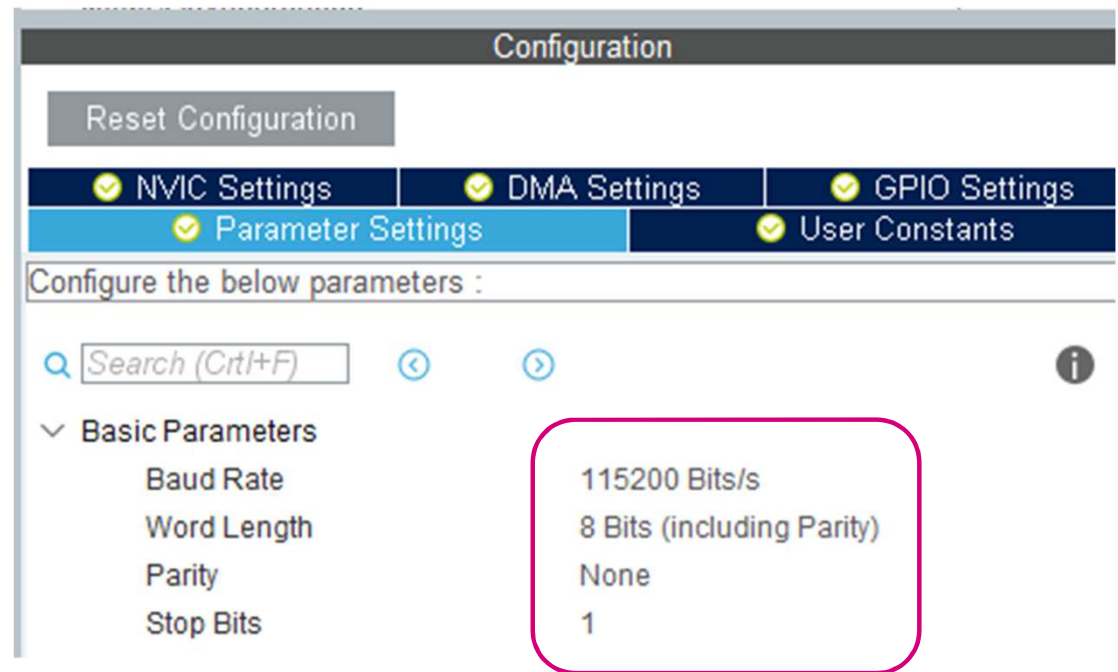 Configuration
Reset Configuration
NVIC Settings DMA Settings GPIO Settings
Parameter Settings User Constants
Configure the below parameters :
Search (Crtl+F)
Basic Parameters
Baud Rate 115200 Bits/s
Word Length 8 Bits (including Parity)
Parity None
Stop Bits 1